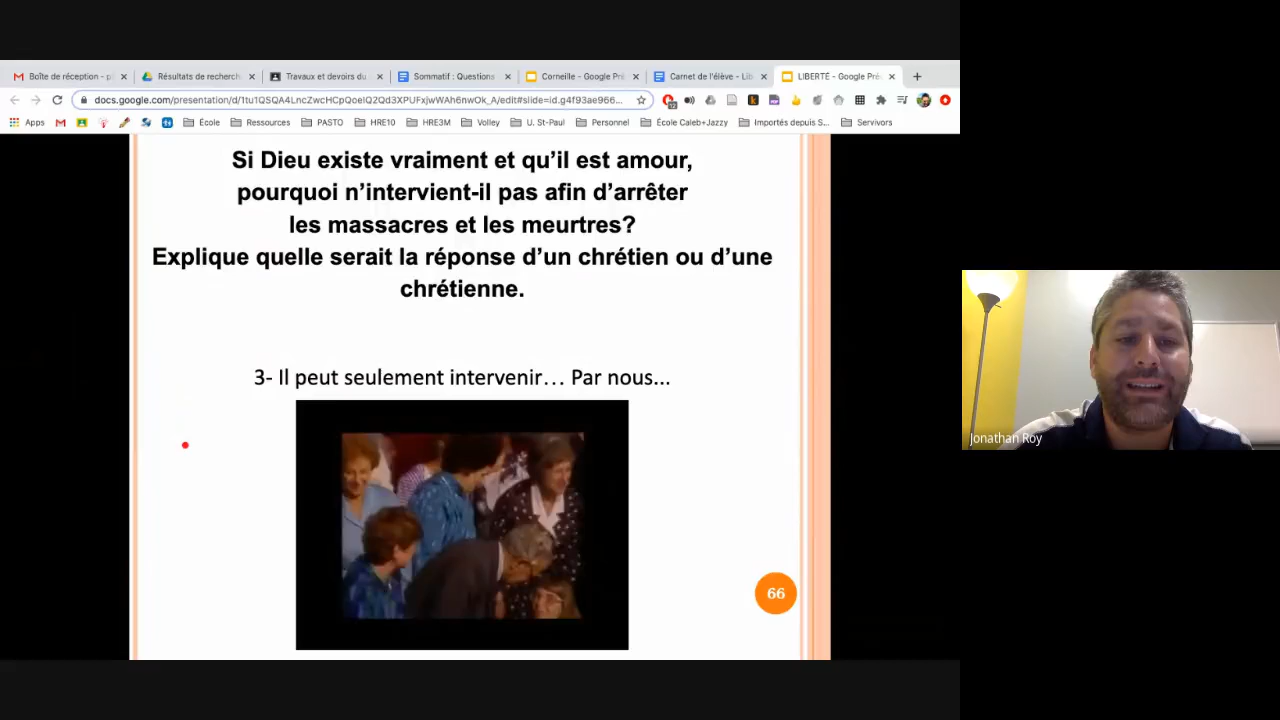 Boîte de réception - p
Résultats de recherch
Travaux et devoirs du
Sommatif : Questions
Corneille - Google Pré
Carnet de l'élève - Lib
LIBERTÉ - Google Pré
docs.google.com/presentation/d/1tu1QSQA4LncZwcHCpQoeIQ2Qd3XPUFxjwWAh6nwOk_A/edit#slide=id.g4f93ae966...
Apps
École
Ressources
PASTO
HRE10
HRE3M
Volley
U. St-Paul
Personnel
École Caleb+Jazzy
Importés depuis S...
Servivors
Si Dieu existe vraiment et qu'il est amour,
pourquoi n'intervient-il pas afin d'arrêter
les massacres et les meurtres?
Explique quelle serait la réponse d'un chrétien ou d'une
chrétienne.
3- Il peut seulement intervenir... Par nous...
66
Jonathan Roy